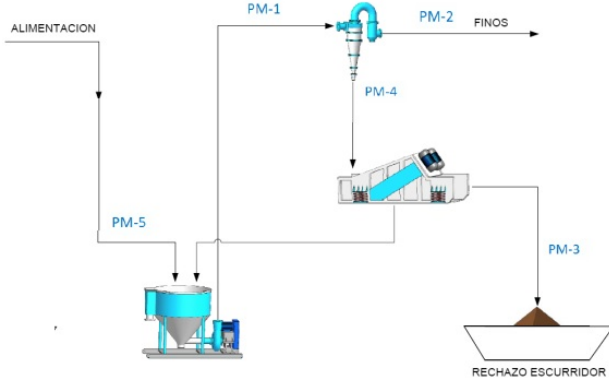 PM-1
ALIMENTACION
PM-2
FINOS
PM-4
PM-5
PM-3
RECHAZO ESCURRIDOR